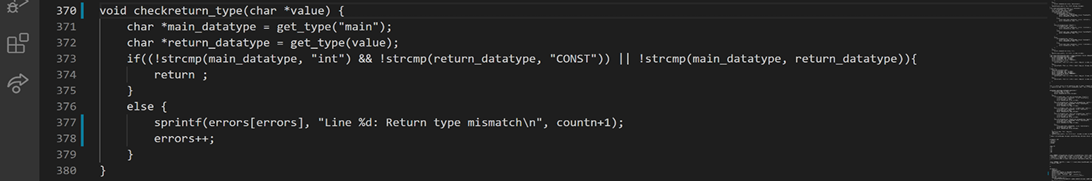 370 void checkreturn_type(char *value) {
371     char *main_datatype = get_type("main");
372     char *return_datatype = get_type(value);
373     if((!strcmp(main_datatype, "int") && !strcmp(return_datatype, "CONST")) || !strcmp(main_datatype, return_datatype)){
374         return ;
375     }
376     else {
377         sprintf(errors[errors], "Line %d: Return type mismatch\n", countn+1);
378         errors++;
379     }
380 }